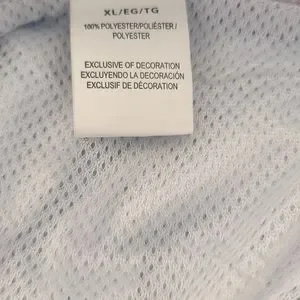 XL/EG/TG
100% POLYESTER/POLIÉSTER /
POLYESTER
EXCLUSIVE OF DECORATION
EXCLUYENDO LA DECORACIÓN
EXCLUSIF DE DÉCORATION